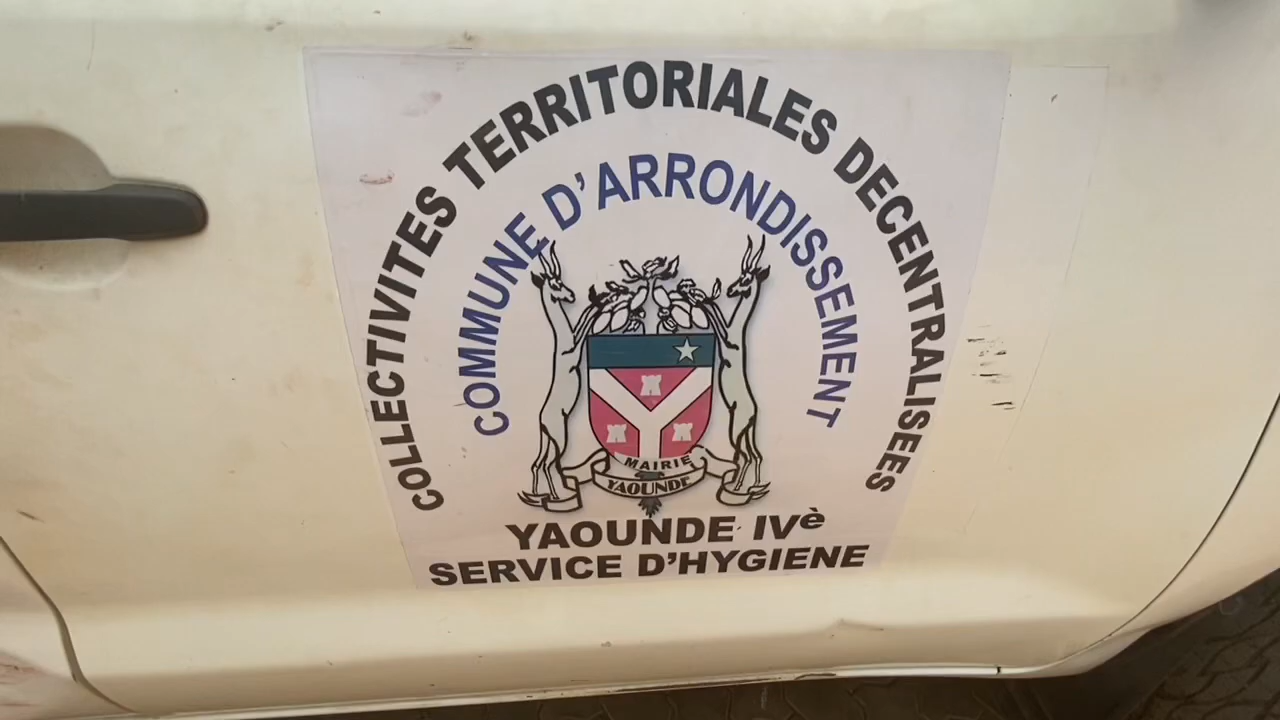 COLLECTIVITES TERRITORIALES DECENTRALISEES
COMMUNE D'ARRONDISSEMENT
MAIRIE
YAOUNDE
YAOUNDE IVè
SERVICE D'HYGIENE